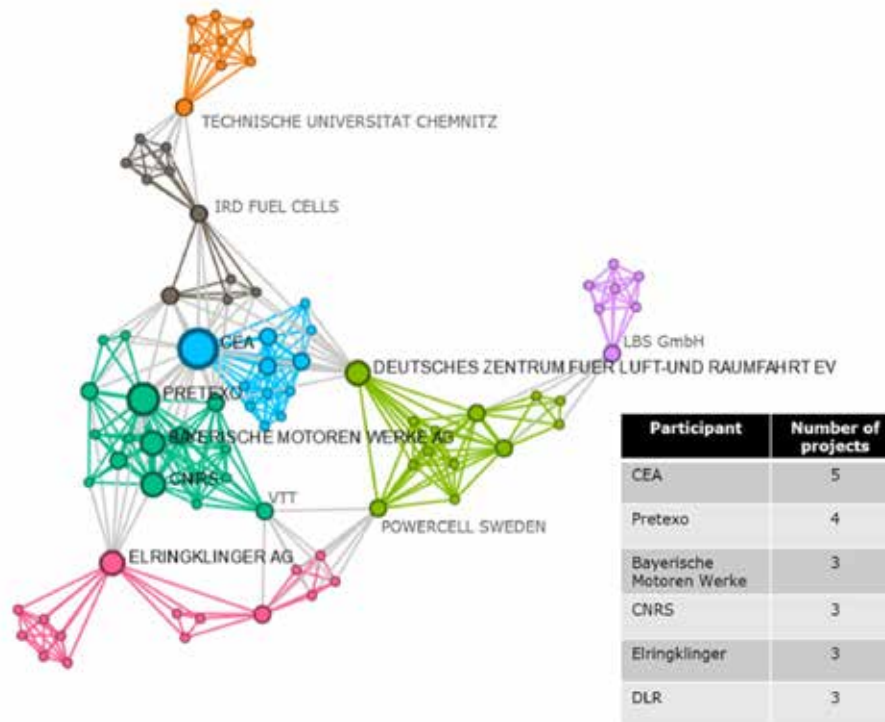 TECHNISCHE UNIVERSITAT CHEMNITZ
IRD FUEL CELLS
CEA
LBS GmbH
DEUTSCHES ZENTRUM FUER LUFT-UND RAUMFAHRT EV
PRETEXO
BAYERISCHE MOTOREN WERKE AG
CNRS
VTT
POWERCELL SWEDEN
ELRINGKLINGER AG
Participant Number of
projects
CEA 5
Pretexo 4
Bayerische
Motoren Werke 3
CNRS 3
Elringklinger 3
DLR 3